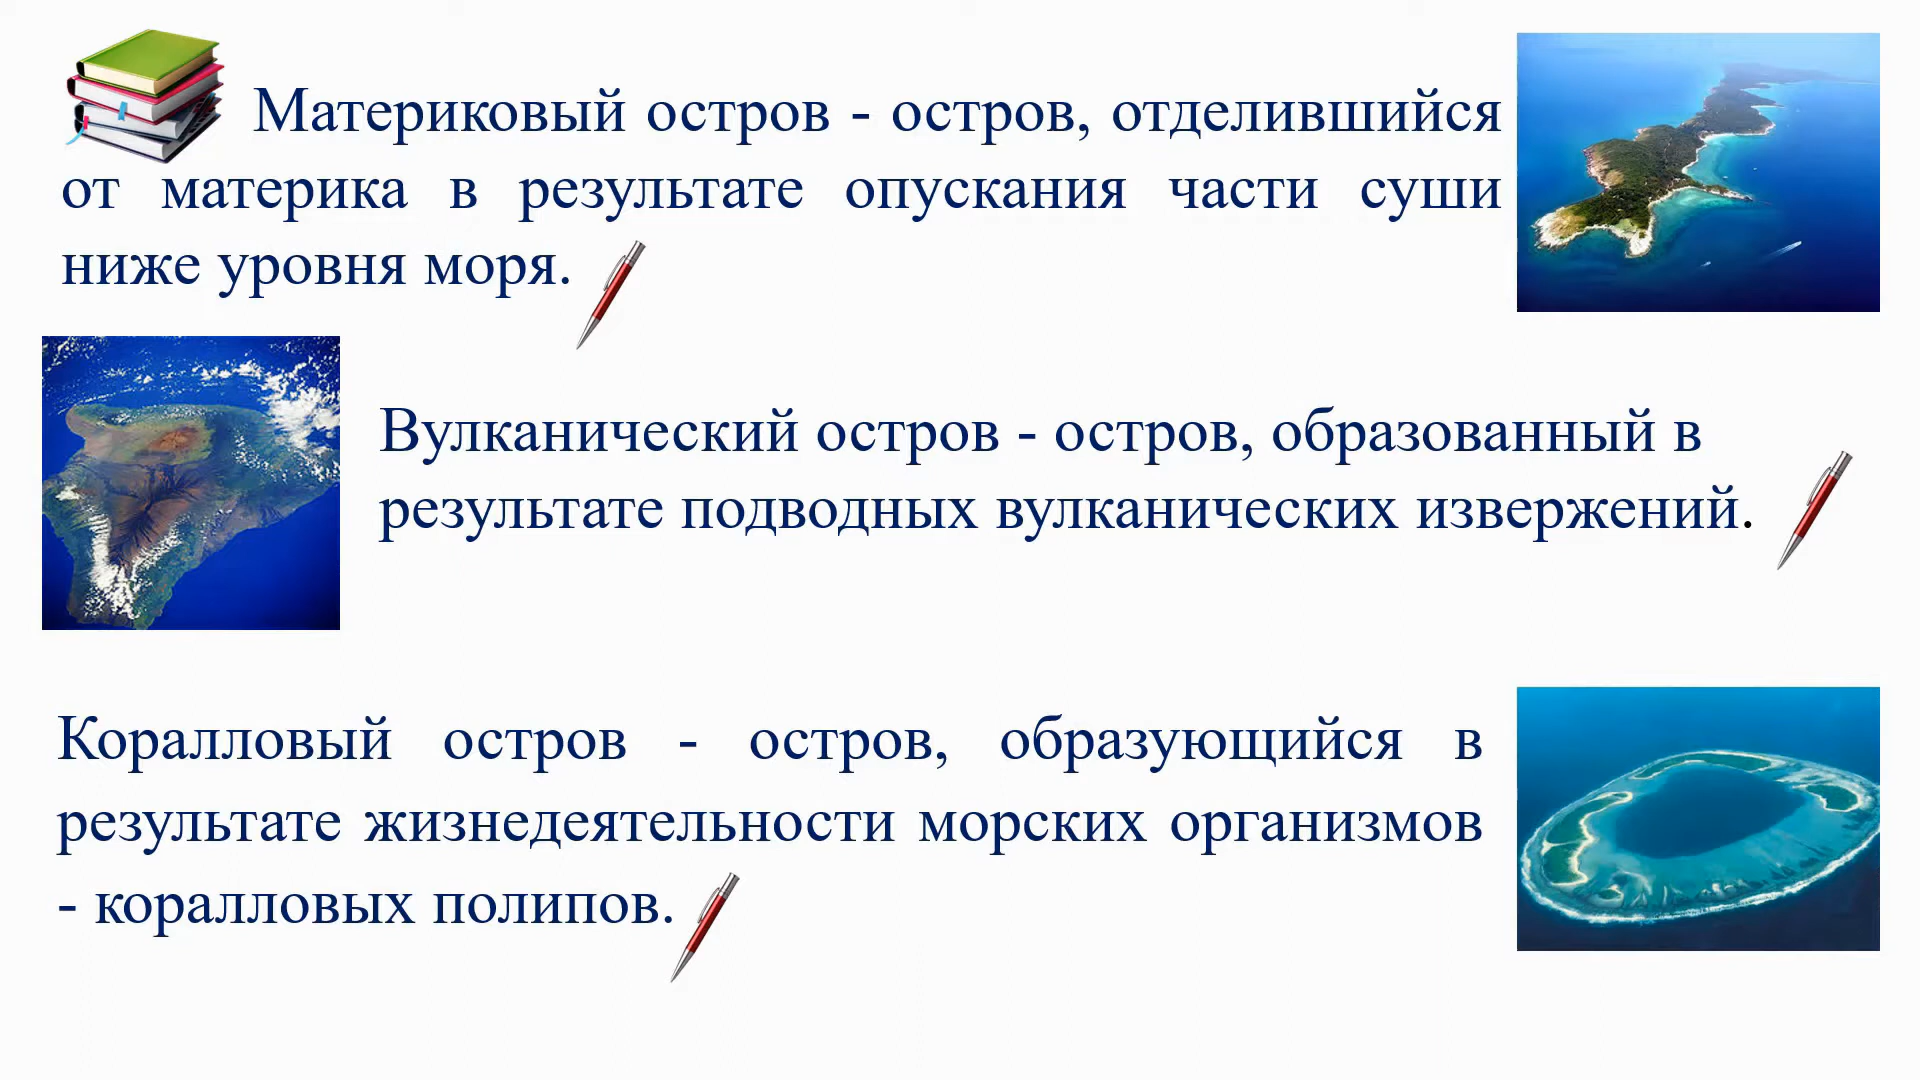 Материковый остров - остров, отделившийся
от материка в результате опускания части суши
ниже уровня моря.
Вулканический остров - остров, образованный в
результате подводных вулканических извержений.
Коралловый остров - остров, образующийся в
результате жизнедеятельности морских организмов
- коралловых полипов.